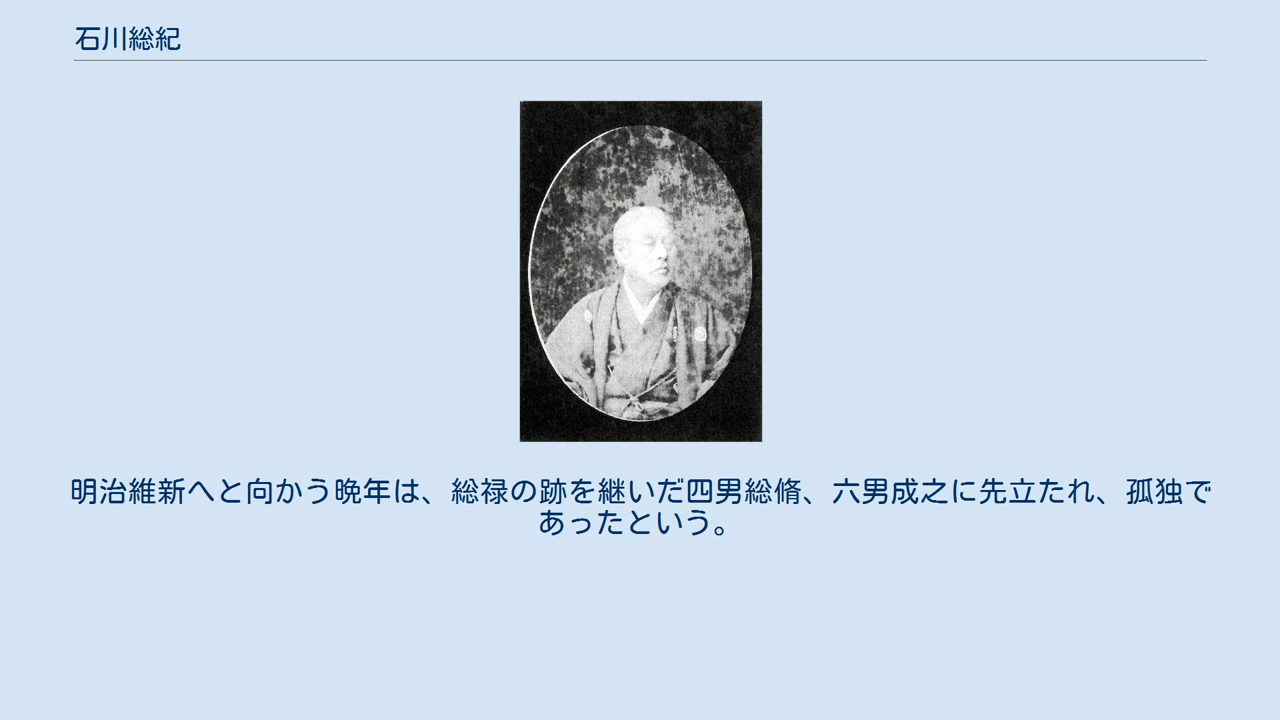 石川総紀
明治維新へと向かう晩年は、総禄の跡を継いだ四男総脩、六男成之に先立たれ、孤独で
あったという。